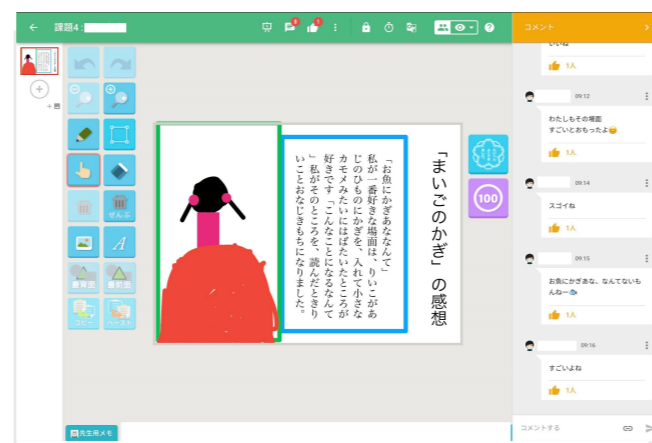 課題4:
8
1
コメント
ぜんぶ
A
最背面
最前面
コピー
ペースト
先生用メモ
「まいごのかぎ」の感想
「お魚にかぎあななんて」
私が一番好きな場面は、りいこがあ
じのひものにかぎを、入れて小さな
カモメみたいにはばたいたところが
好きです「こんなことになるなんて
」私がそのところを、読んだときり
いことおなじきもちになりました。
100
いいね
1人
09:12
わたしもその場面
すごいとおもったよ😄
1人
09:14
スゴイね
1人
09:15
お魚にかぎあな、なんてないも
んねー🐟
1人
09:16
すごいよね
1人
コメントする